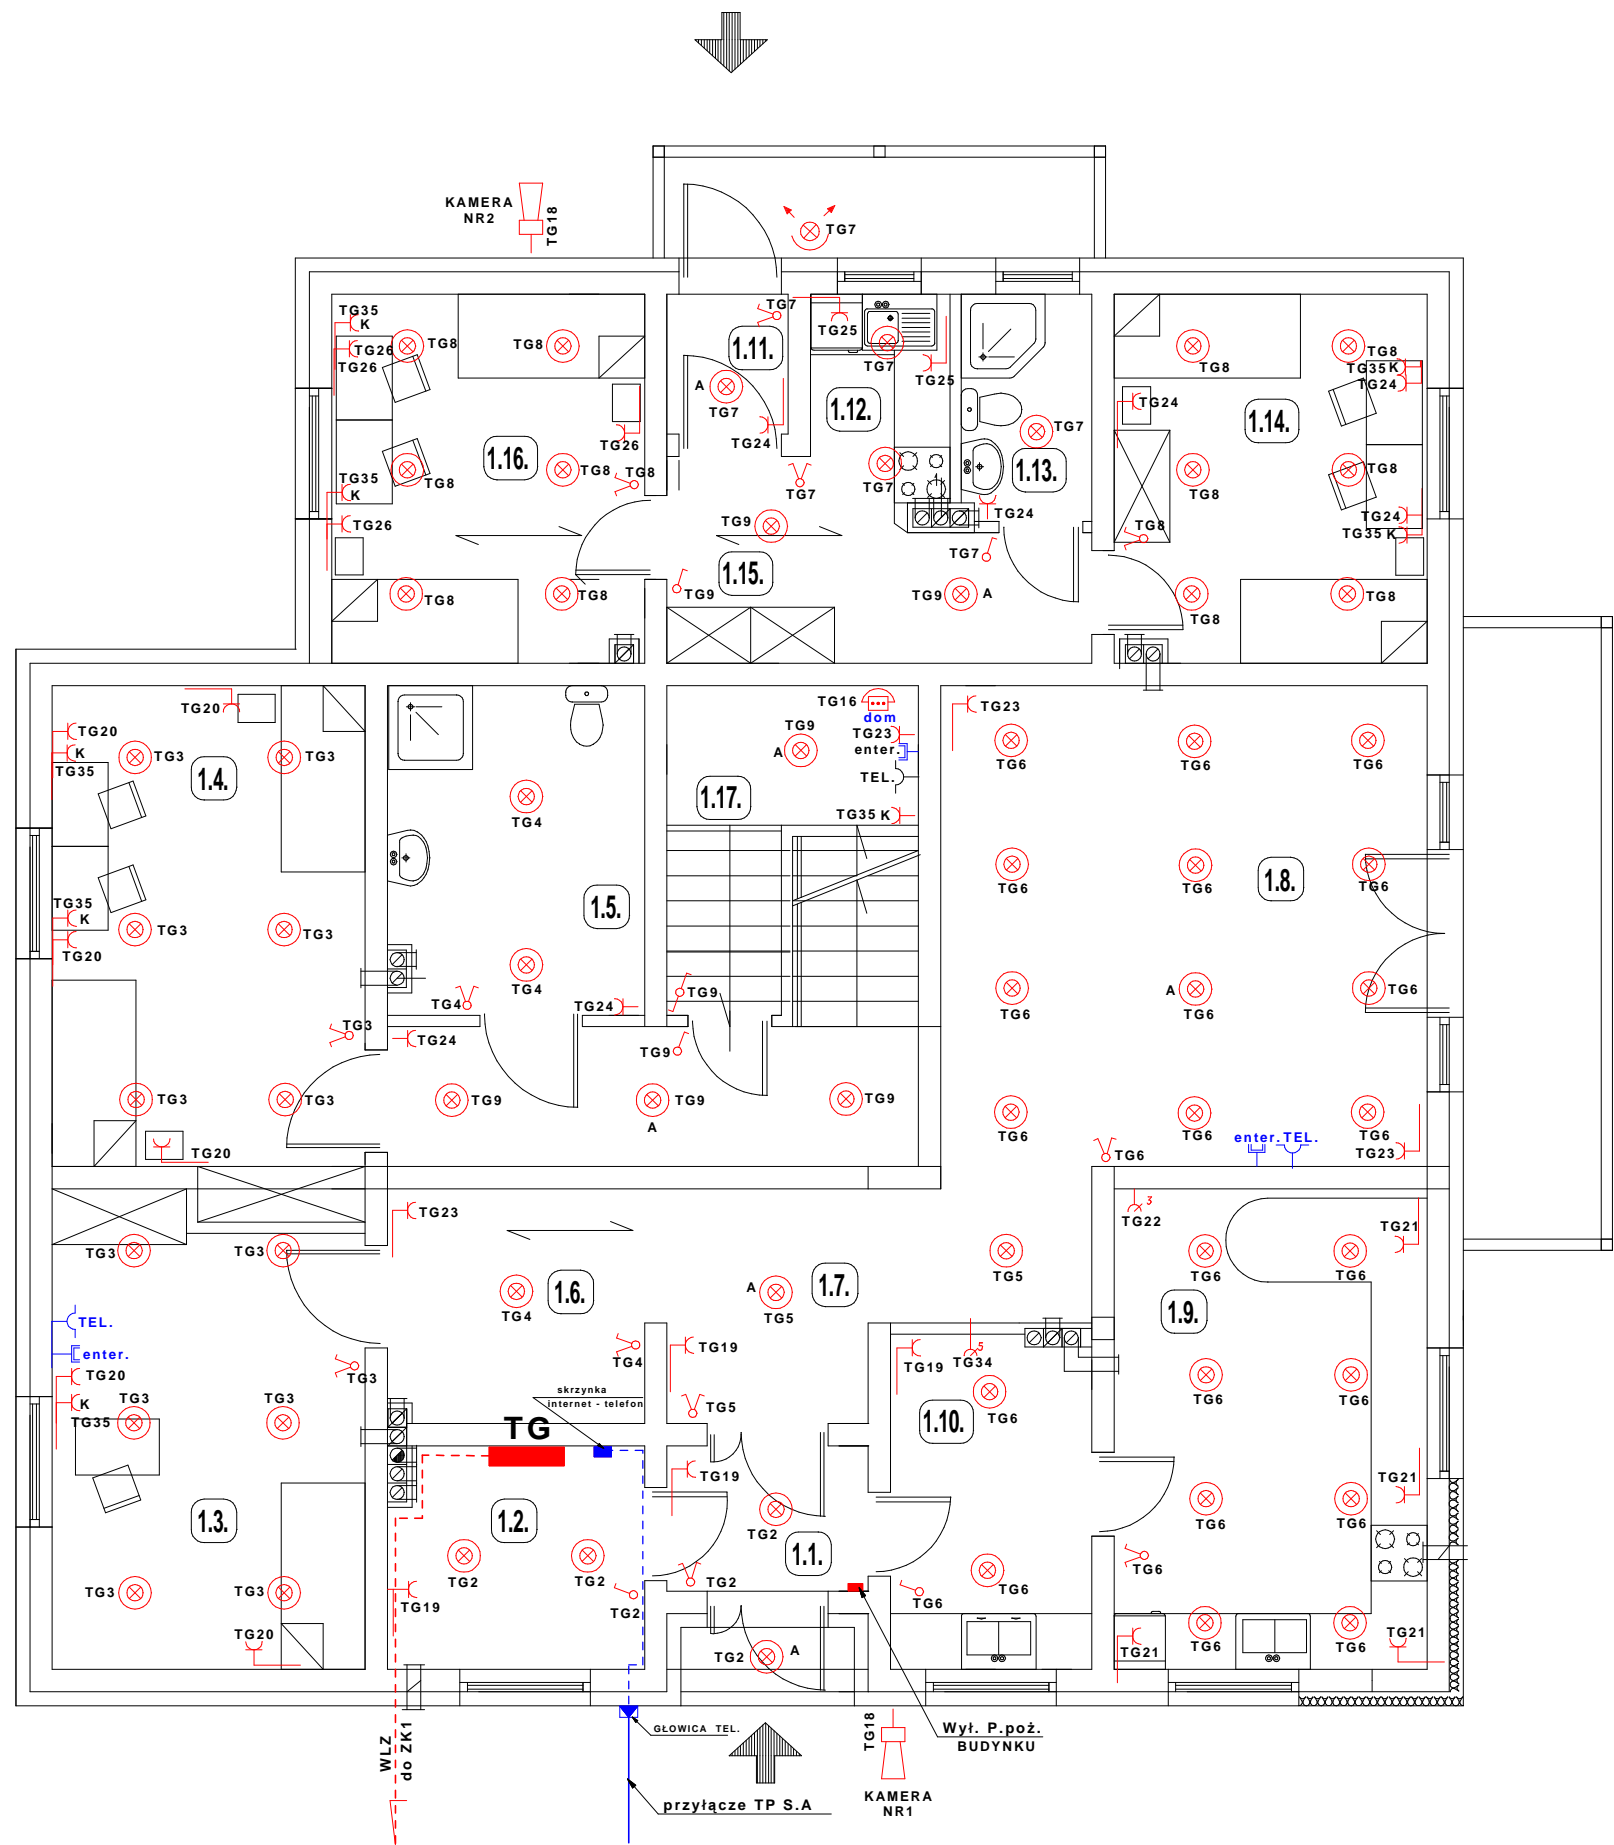 KAMERA
NR2
TG18
TG7
TG35
K
TG26
TG26
TG8
TG8
TG7
1.11.
TG25
TG7
TG25
TG8
TG8
TG35 K
TG24
A
TG7
TG24
1.12.
TG7
TG24
1.14.
TG26
1.16.
TG35
K
TG8
TG8
TG8
TG7
TG7
1.13.
TG8
TG8
TG26
TG9
TG24
TG24
TG8
TG35 K
1.15.
TG7
TG8
TG8
TG9
TG9
A
TG8
TG8
TG20
TG20
K
TG35
TG3
TG3
1.4.
TG16
dom
TG23
TG9
A
TG23
enter.
TEL.
TG6
TG6
TG6
1.17.
TG35 K
TG4
TG35
K
TG3
TG3
TG20
1.5.
TG6
TG6
1.8.
TG6
TG4
TG4
TG24
TG9
TG6
A
TG6
TG6
TG3
TG24
TG9
TG3
TG3
TG9
TG9
A
TG9
TG6
TG6
TG6
TG20
TG6
enter.
TEL.
TG23
TG23
3
TG22
TG21
TG3
TG3
TG5
TG6
TG6
TG4
1.6.
A
TG5
1.7.
1.9.
TEL.
enter.
TG20
K
TG35
TG3
TG3
TG3
TG4
TG19
TG19
5
TG34
TG6
TG6
skrzynka
internet - telefon
TG5
TG6
1.10.
TG
TG19
TG21
1.3.
1.2.
TG2
1.1.
TG6
TG6
TG2
TG2
TG2
TG6
TG6
TG3
TG3
TG19
TG2
TG6
TG20
TG2
A
TG21
TG6
TG6
TG21
WLZ
do ZK1
GŁOWICA TEL.
TG18
Wył. P.poż.
BUDYNKU
przyłącze TP S.A
KAMERA
NR1